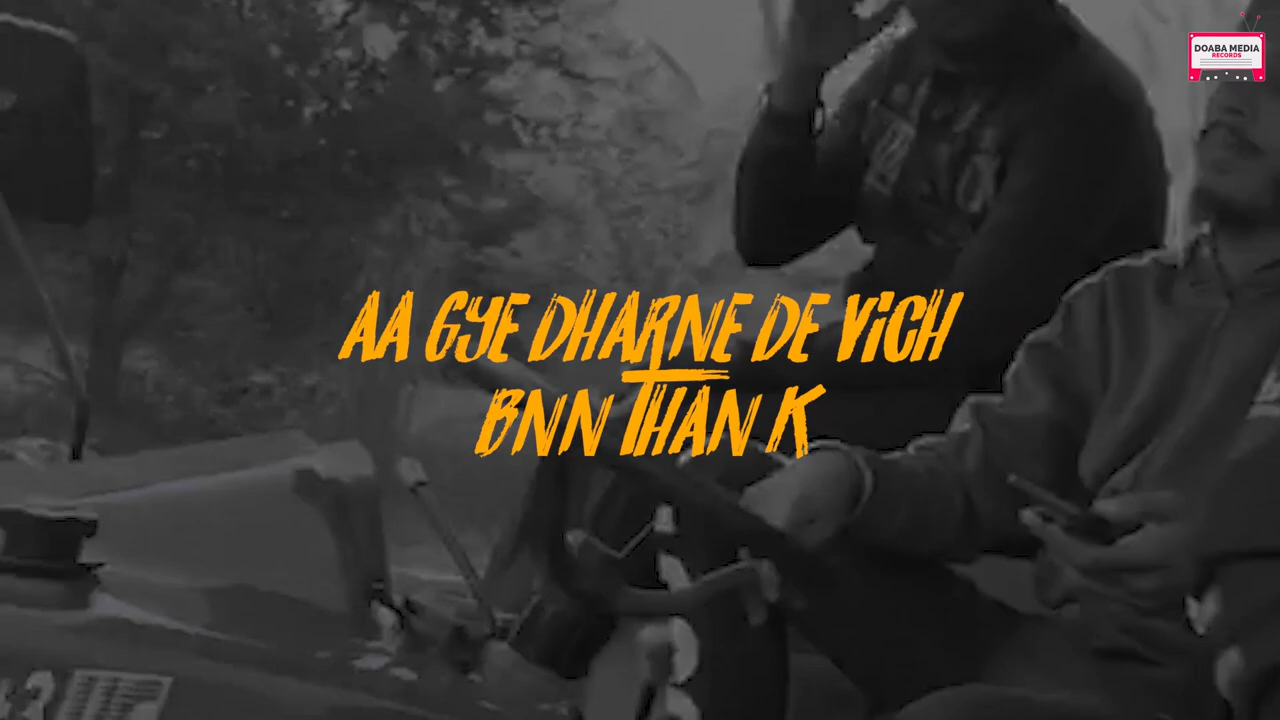 DOABA MEDIA
RECORDS
AA GYE DHARNE DE VICH
BNN THAN K